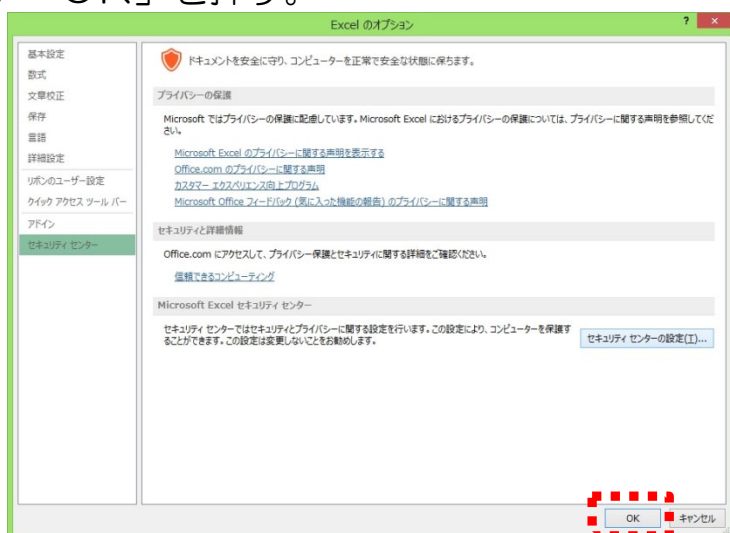 OK」を押す。
Excel のオプション
? ×
基本設定
数式
文章校正
保存
言語
詳細設定
リボンのユーザー設定
クイック アクセス ツール バー
アドイン
セキュリティ センター
ドキュメントを安全に守り、コンピューターを正常で安全な状態に保ちます。
プライバシーの保護
Microsoft ではプライバシーの保護に配慮しています。Microsoft Excel におけるプライバシーの保護については、プライバシーに関する声明を参照してくだ
さい。
Microsoft Excel のプライバシーに関する声明を表示する
Office.com のプライバシーに関する声明
カスタマー エクスペリエンス向上プログラム
Microsoft Office フィードバック (気に入った機能の報告) のプライバシーに関する声明
セキュリティと詳細情報
Office.com にアクセスして、プライバシー保護とセキュリティに関する詳細をご確認ください。
信頼できるコンピューティング
Microsoft Excel セキュリティ センター
セキュリティ センターではセキュリティとプライバシーに関する設定を行います。この設定により、コンピューターを保護す
ることができます。この設定は変更しないことをお勧めします。
セキュリティ センターの設定(T)...
OK
キャンセル